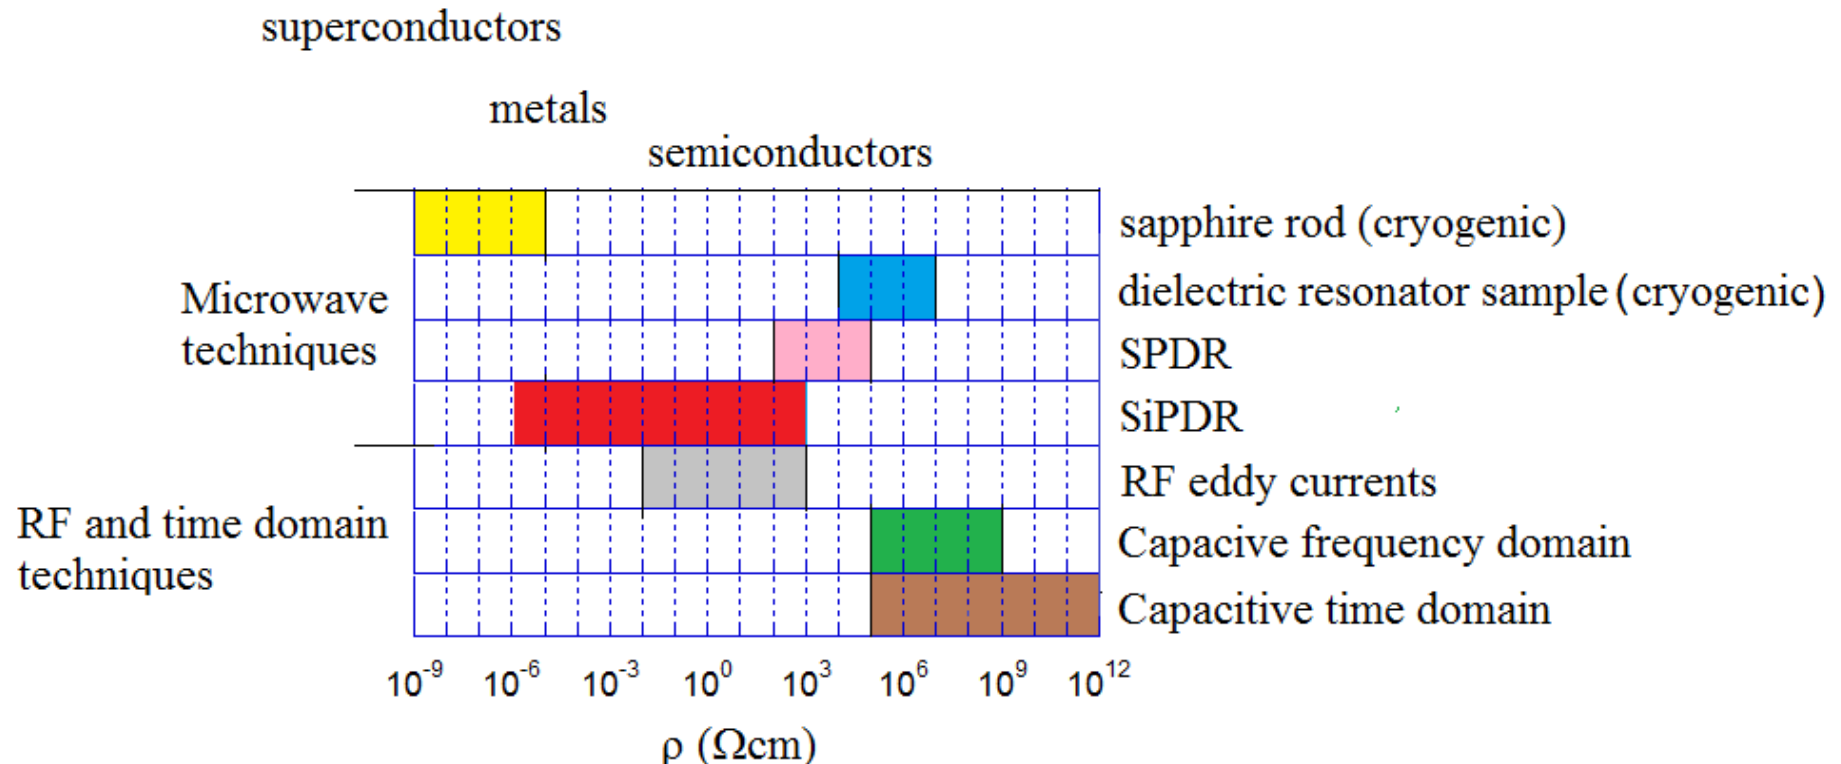 superconductors
metals
semiconductors
sapphire rod (cryogenic)
dielectric resonator sample (cryogenic)
Microwave
techniques
SPDR
SiPDR
RF eddy currents
RF and time domain
techniques
Capacive frequency domain
Capacitive time domain
10⁻⁹ 10⁻⁶ 10⁻³ 10⁰ 10³ 10⁶ 10⁹ 10¹²
ρ (Ωcm)